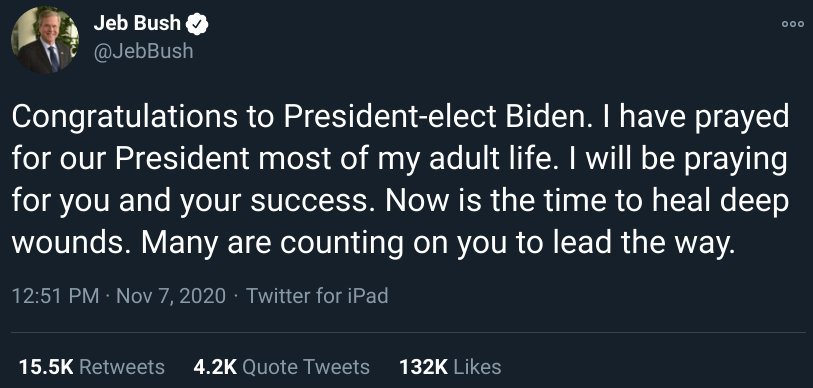 Jeb Bush
@JebBush
Congratulations to President-elect Biden. I have prayed
for our President most of my adult life. I will be praying
for you and your success. Now is the time to heal deep
wounds. Many are counting on you to lead the way.
12:51 PM · Nov 7, 2020 · Twitter for iPad
15.5K Retweets 4.2K Quote Tweets 132K Likes